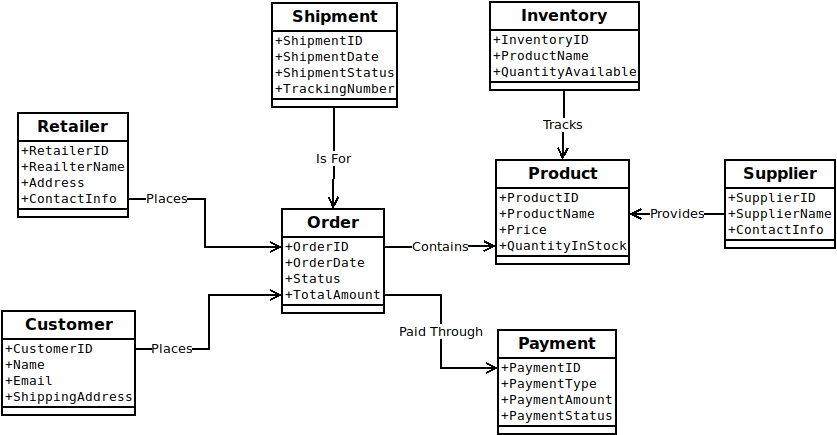 Shipment
+ShipmentID
+ShipmentDate
+ShipmentStatus
+TrackingNumber
Inventory
+InventoryID
+ProductName
+QuantityAvailable
Retailer
+RetailerID
+ReailterName
+Address
+ContactInfo
Places
Is For
Tracks
Product
+ProductID
+ProductName
+Price
+QuantityInStock
Supplier
+SupplierID
+SupplierName
+ContactInfo
Provides
Order
+OrderID
+OrderDate
+Status
+TotalAmount
Contains
Customer
+CustomerID
+Name
+Email
+ShippingAddress
Places
Paid Through
Payment
+PaymentID
+PaymentType
+PaymentAmount
+PaymentStatus